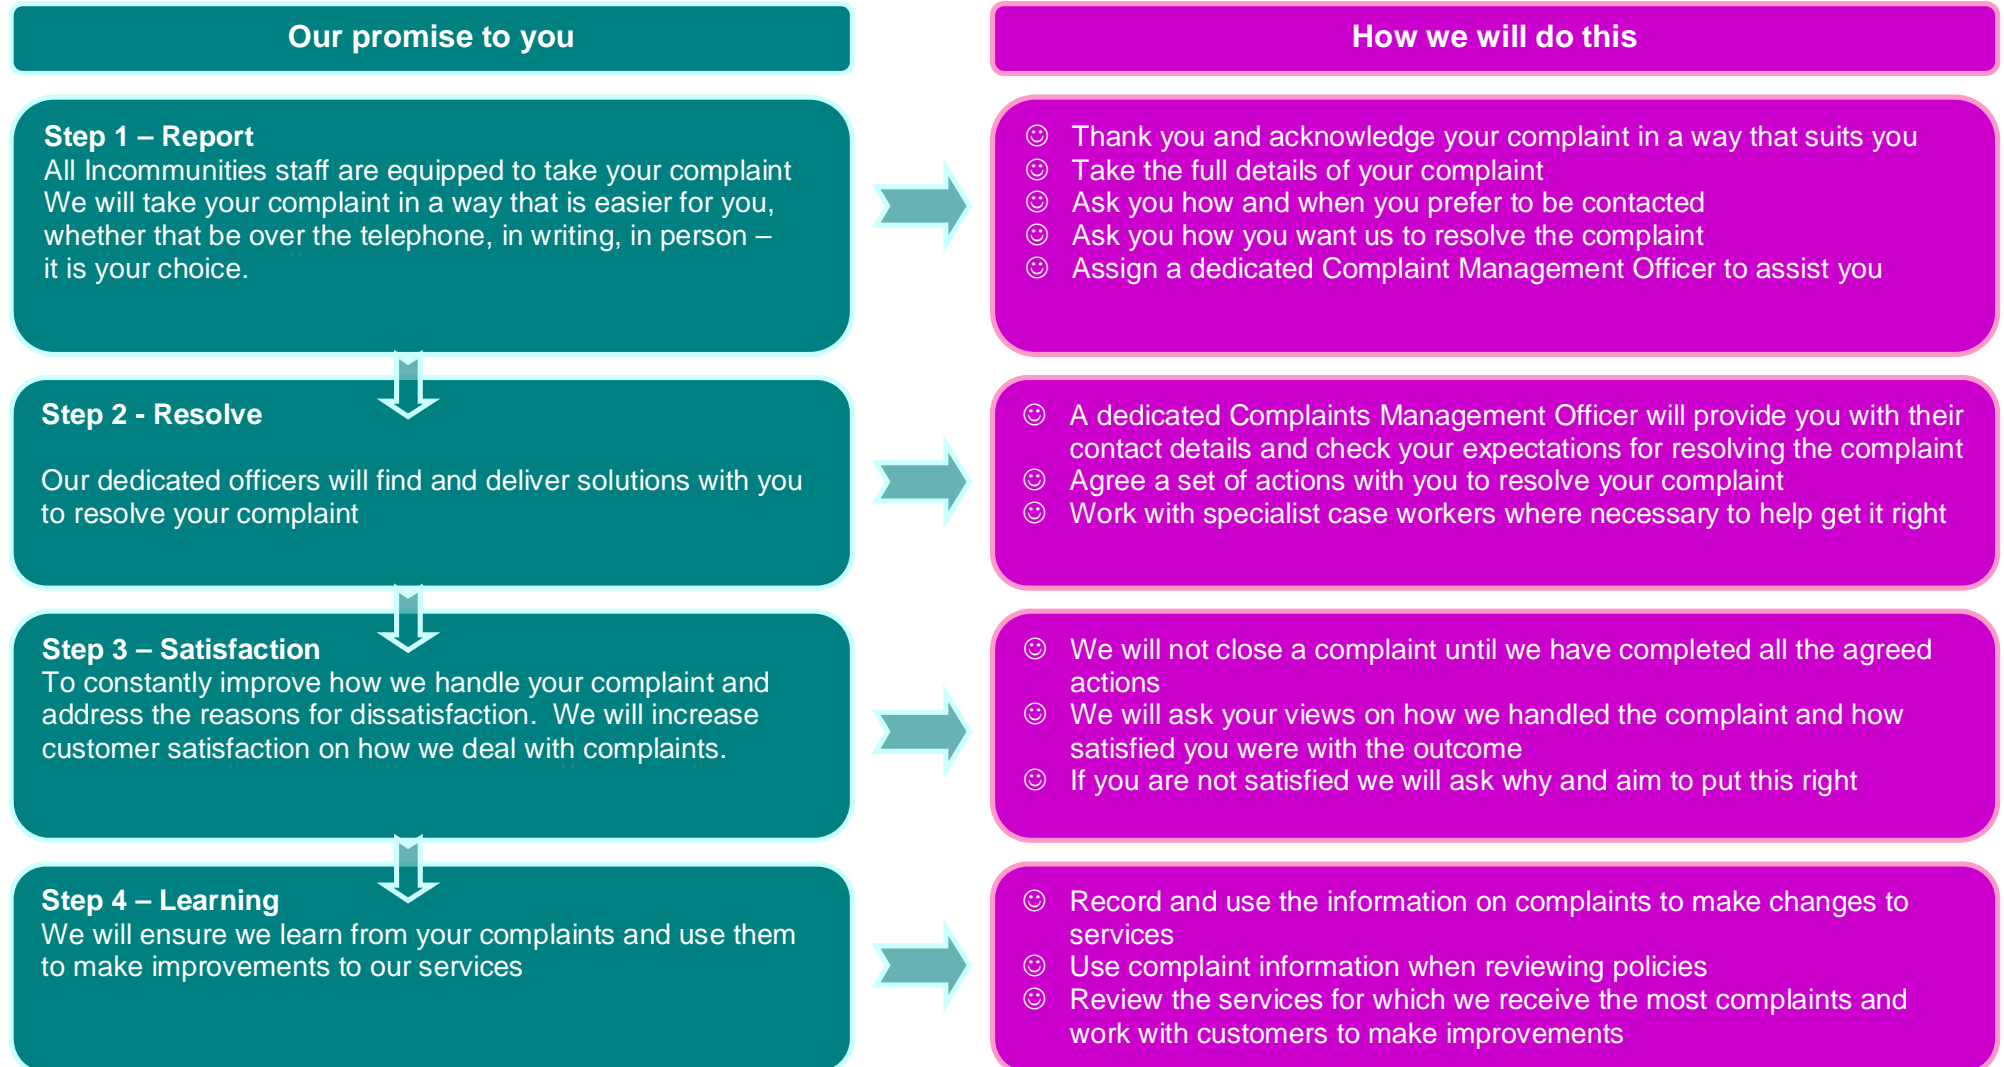 Our promise to you
How we will do this
Step 1 – Report
All Incommunities staff are equipped to take your complaint
We will take your complaint in a way that is easier for you,
whether that be over the telephone, in writing, in person –
it is your choice.
☺ Thank you and acknowledge your complaint in a way that suits you
☺ Take the full details of your complaint
☺ Ask you how and when you prefer to be contacted
☺ Ask you how you want us to resolve the complaint
☺ Assign a dedicated Complaint Management Officer to assist you
Step 2 - Resolve
Our dedicated officers will find and deliver solutions with you
to resolve your complaint
☺ A dedicated Complaints Management Officer will provide you with their
contact details and check your expectations for resolving the complaint
☺ Agree a set of actions with you to resolve your complaint
☺ Work with specialist case workers where necessary to help get it right
Step 3 – Satisfaction
To constantly improve how we handle your complaint and
address the reasons for dissatisfaction.  We will increase
customer satisfaction on how we deal with complaints.
☺ We will not close a complaint until we have completed all the agreed
actions
☺ We will ask your views on how we handled the complaint and how
satisfied you were with the outcome
☺ If you are not satisfied we will ask why and aim to put this right
Step 4 – Learning
We will ensure we learn from your complaints and use them
to make improvements to our services
☺ Record and use the information on complaints to make changes to
services
☺ Use complaint information when reviewing policies
☺ Review the services for which we receive the most complaints and
work with customers to make improvements